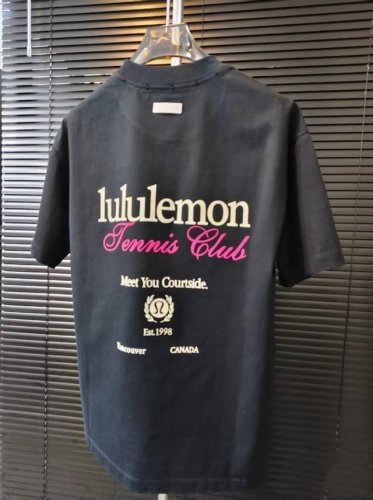 lululemon
Tennis Club
Meet You Courtside.
Est. 1998
Vancouver CANADA